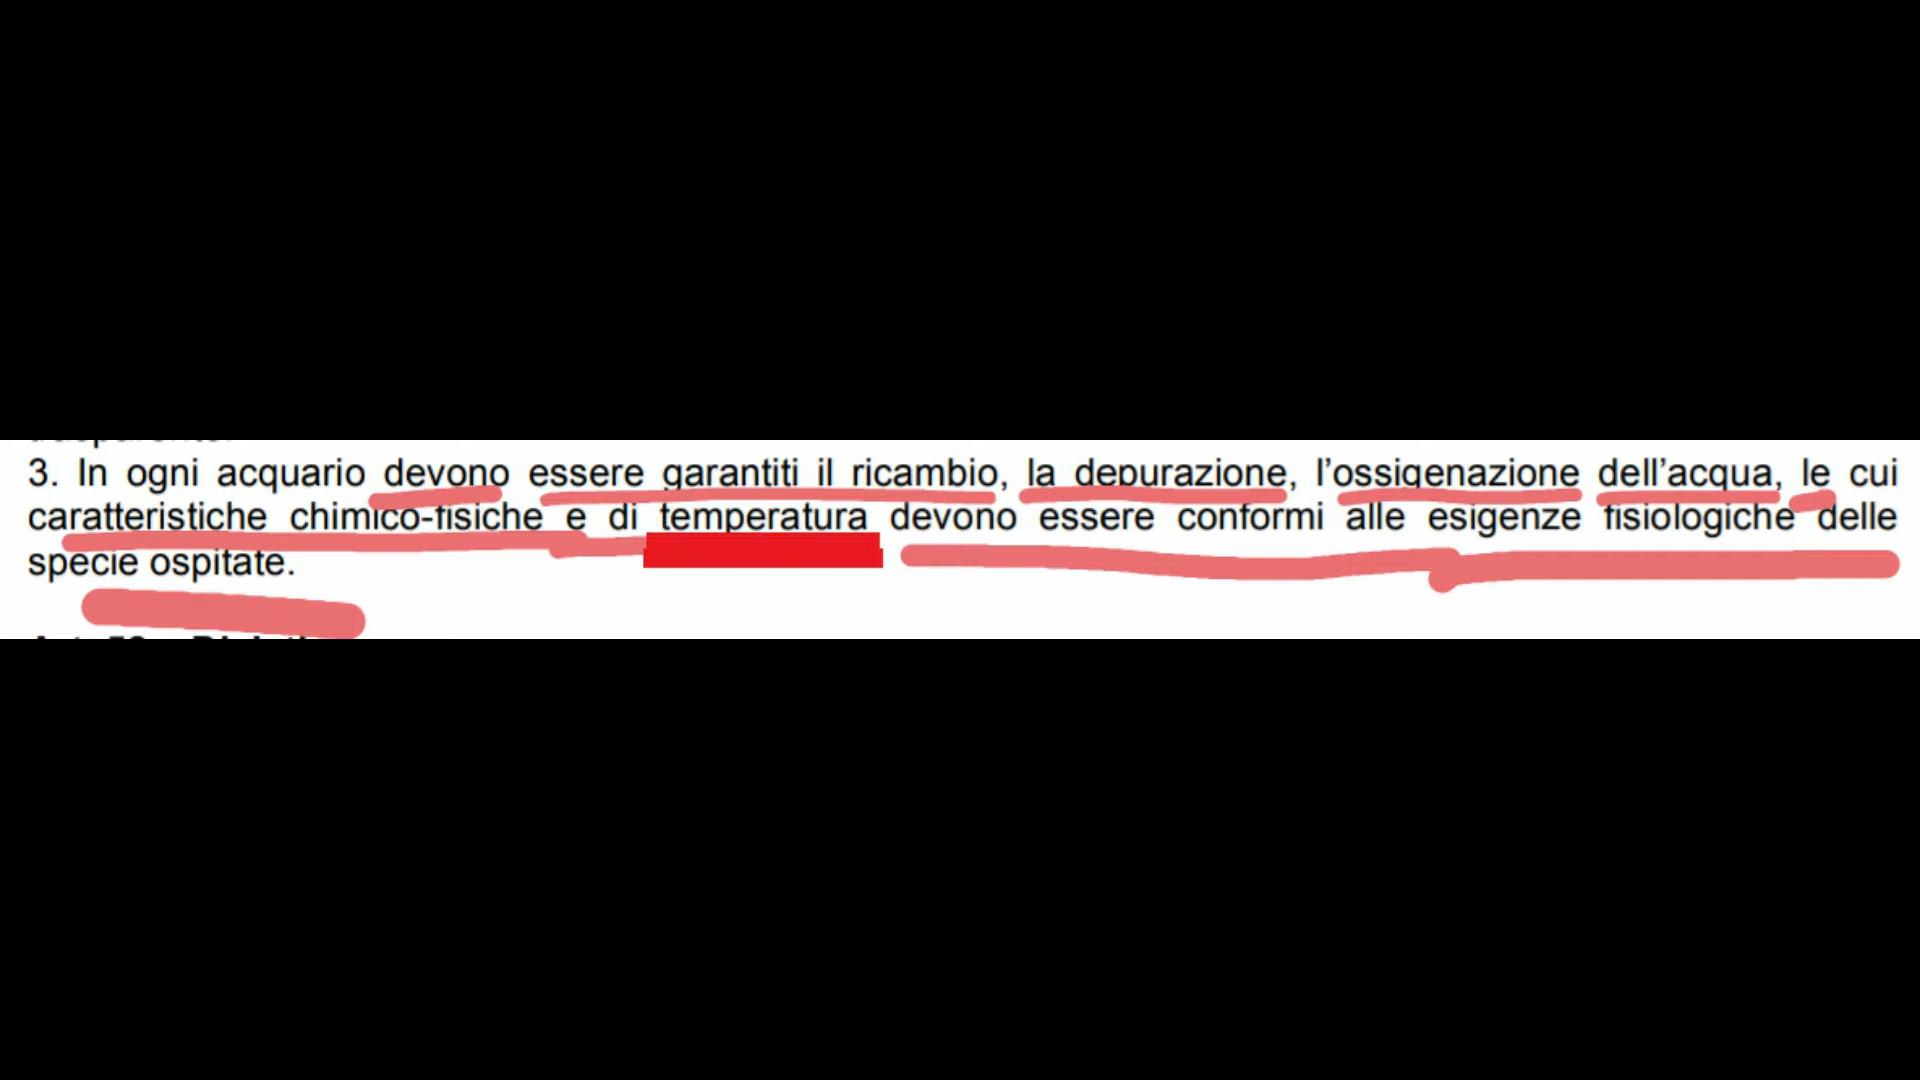 3. In ogni acquario devono essere garantiti il ricambio, la depurazione, l’ossigenazione dell’acqua, le cui
caratteristiche chimico-fisiche e di temperatura devono essere conformi alle esigenze fisiologiche delle
specie ospitate.